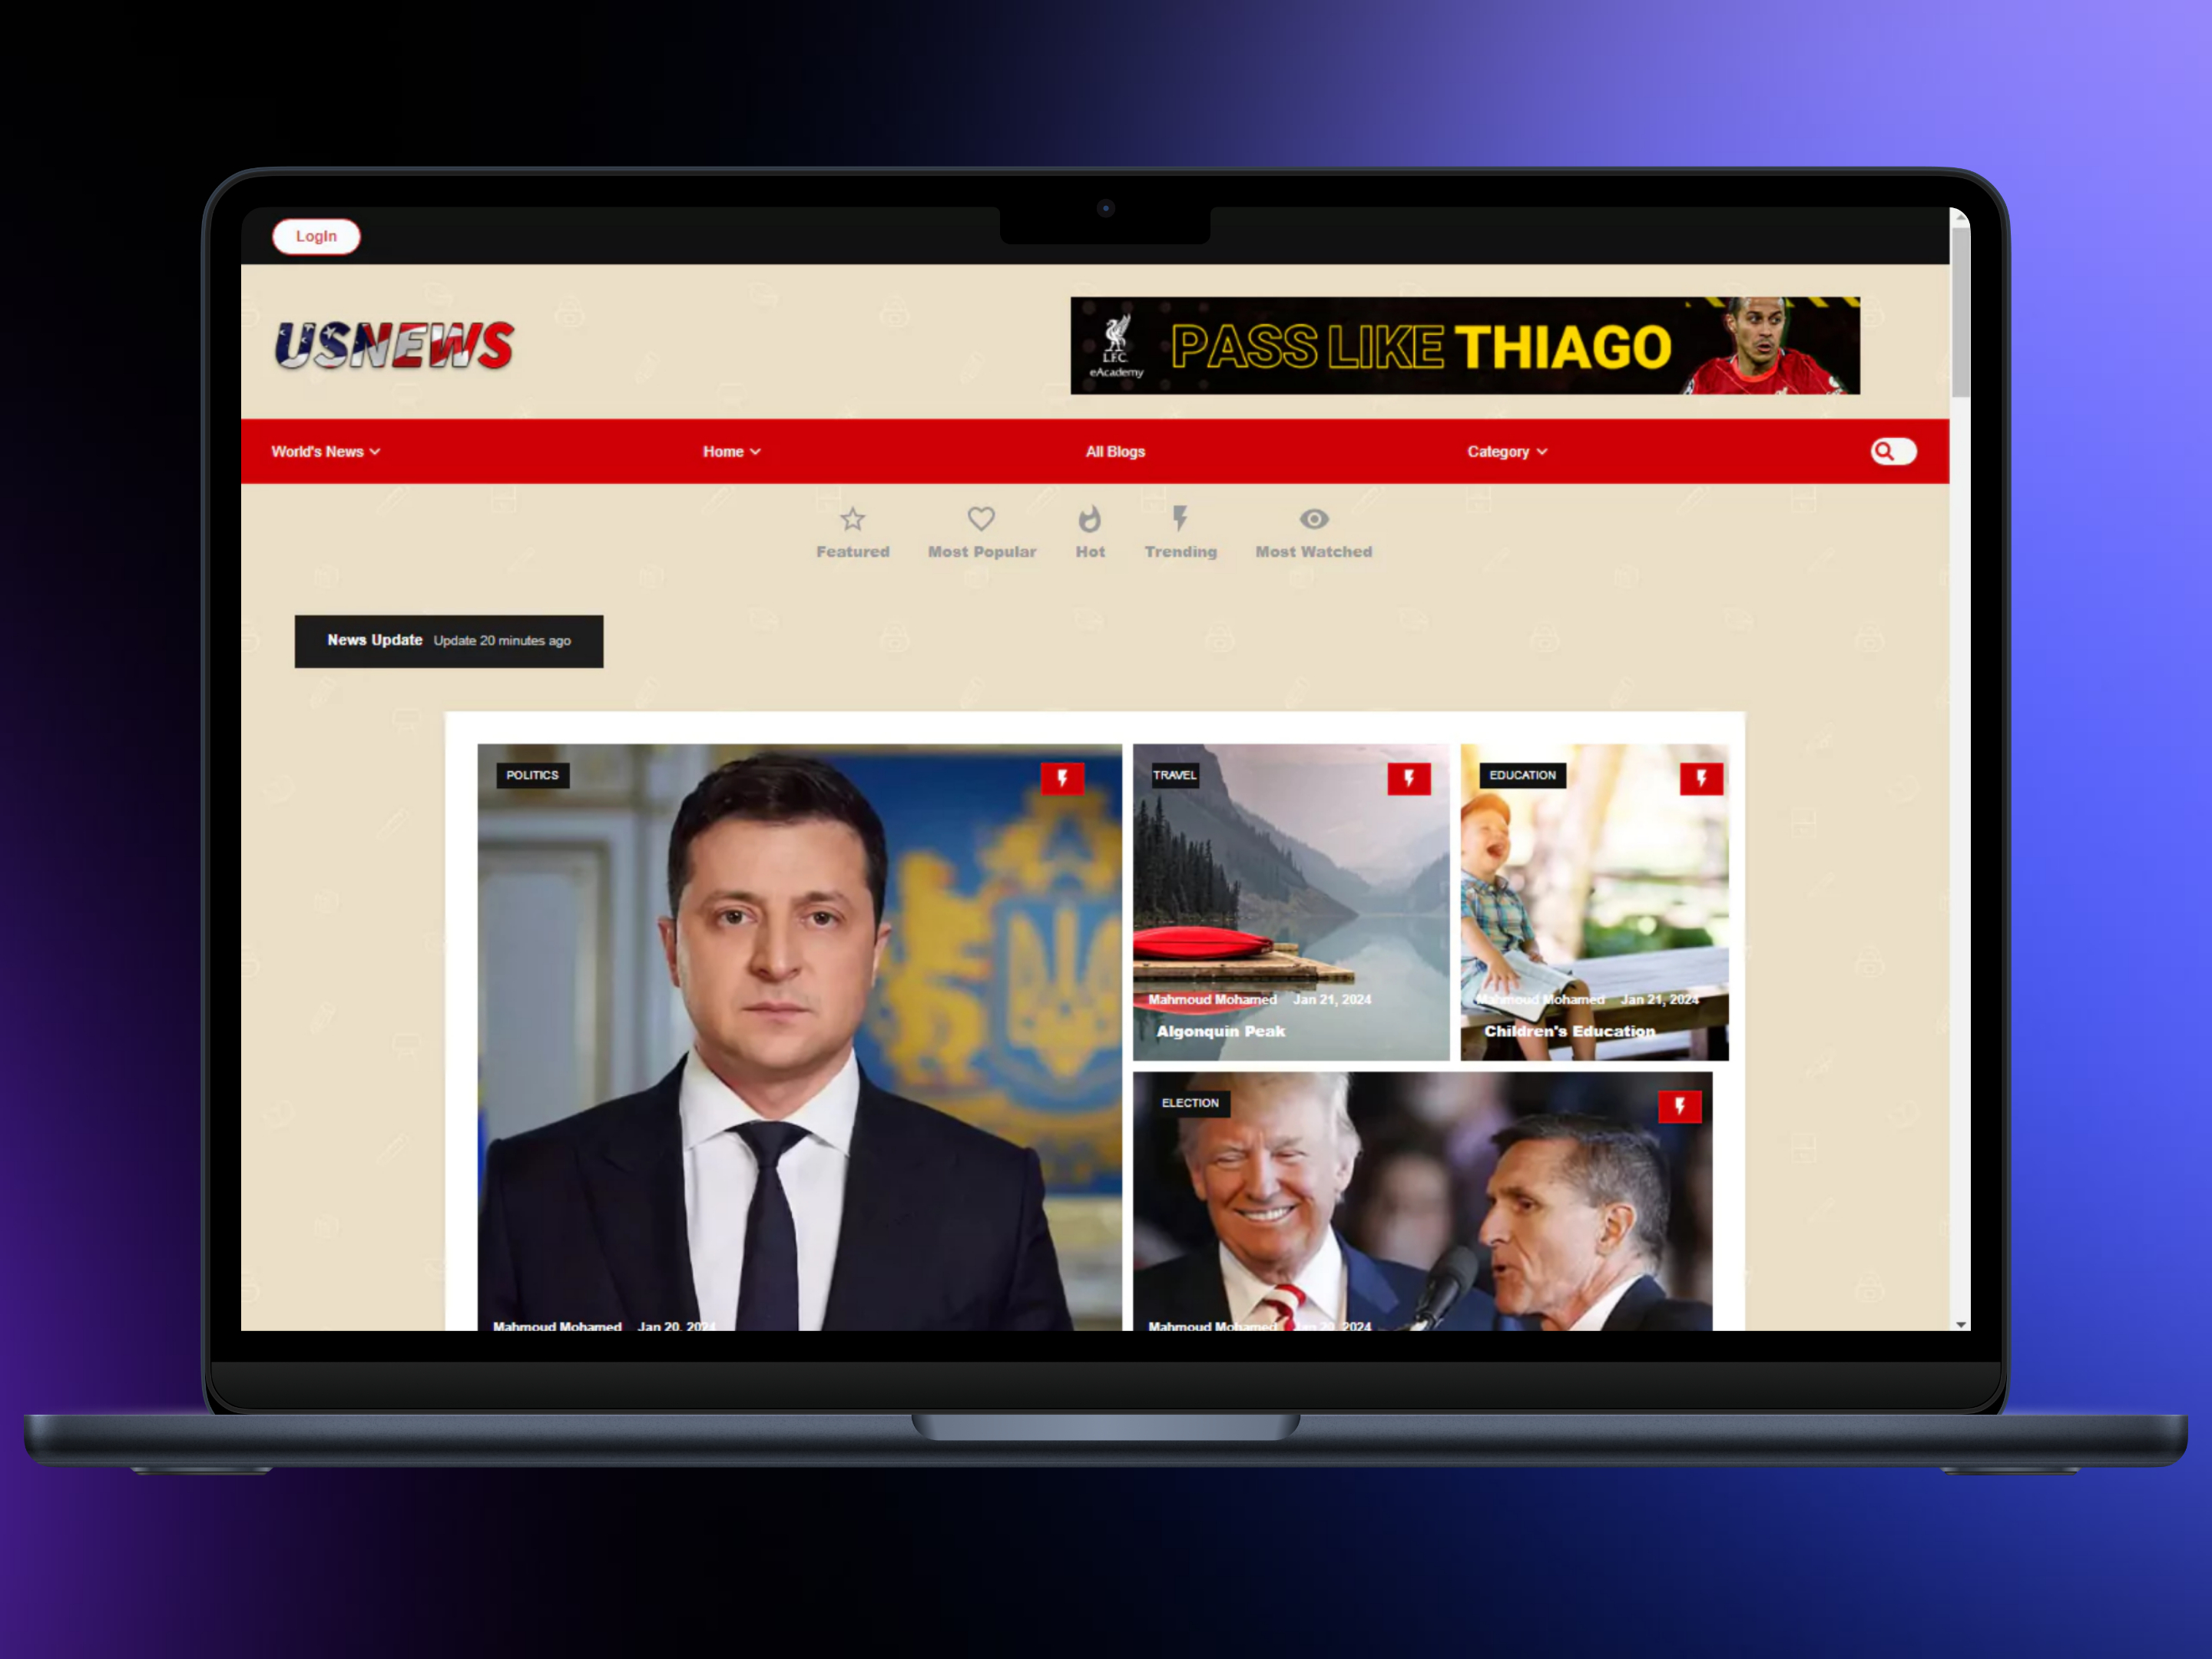 LogIn
USNEWS
L.F.C.
eAcademy
PASS LIKE THIAGO
World's News
Home
All Blogs
Category
Featured
Most Popular
Hot
Trending
Most Watched
News Update Update 20 minutes ago
POLITICS
Mahmoud Mohamed Jan 20, 2024
TRAVEL
Mahmoud Mohamed Jan 21, 2024
Algonquin Peak
EDUCATION
Mahmoud Mohamed Jan 21, 2024
Children's Education
ELECTION
Mahmoud Mohamed Jan 20, 2024